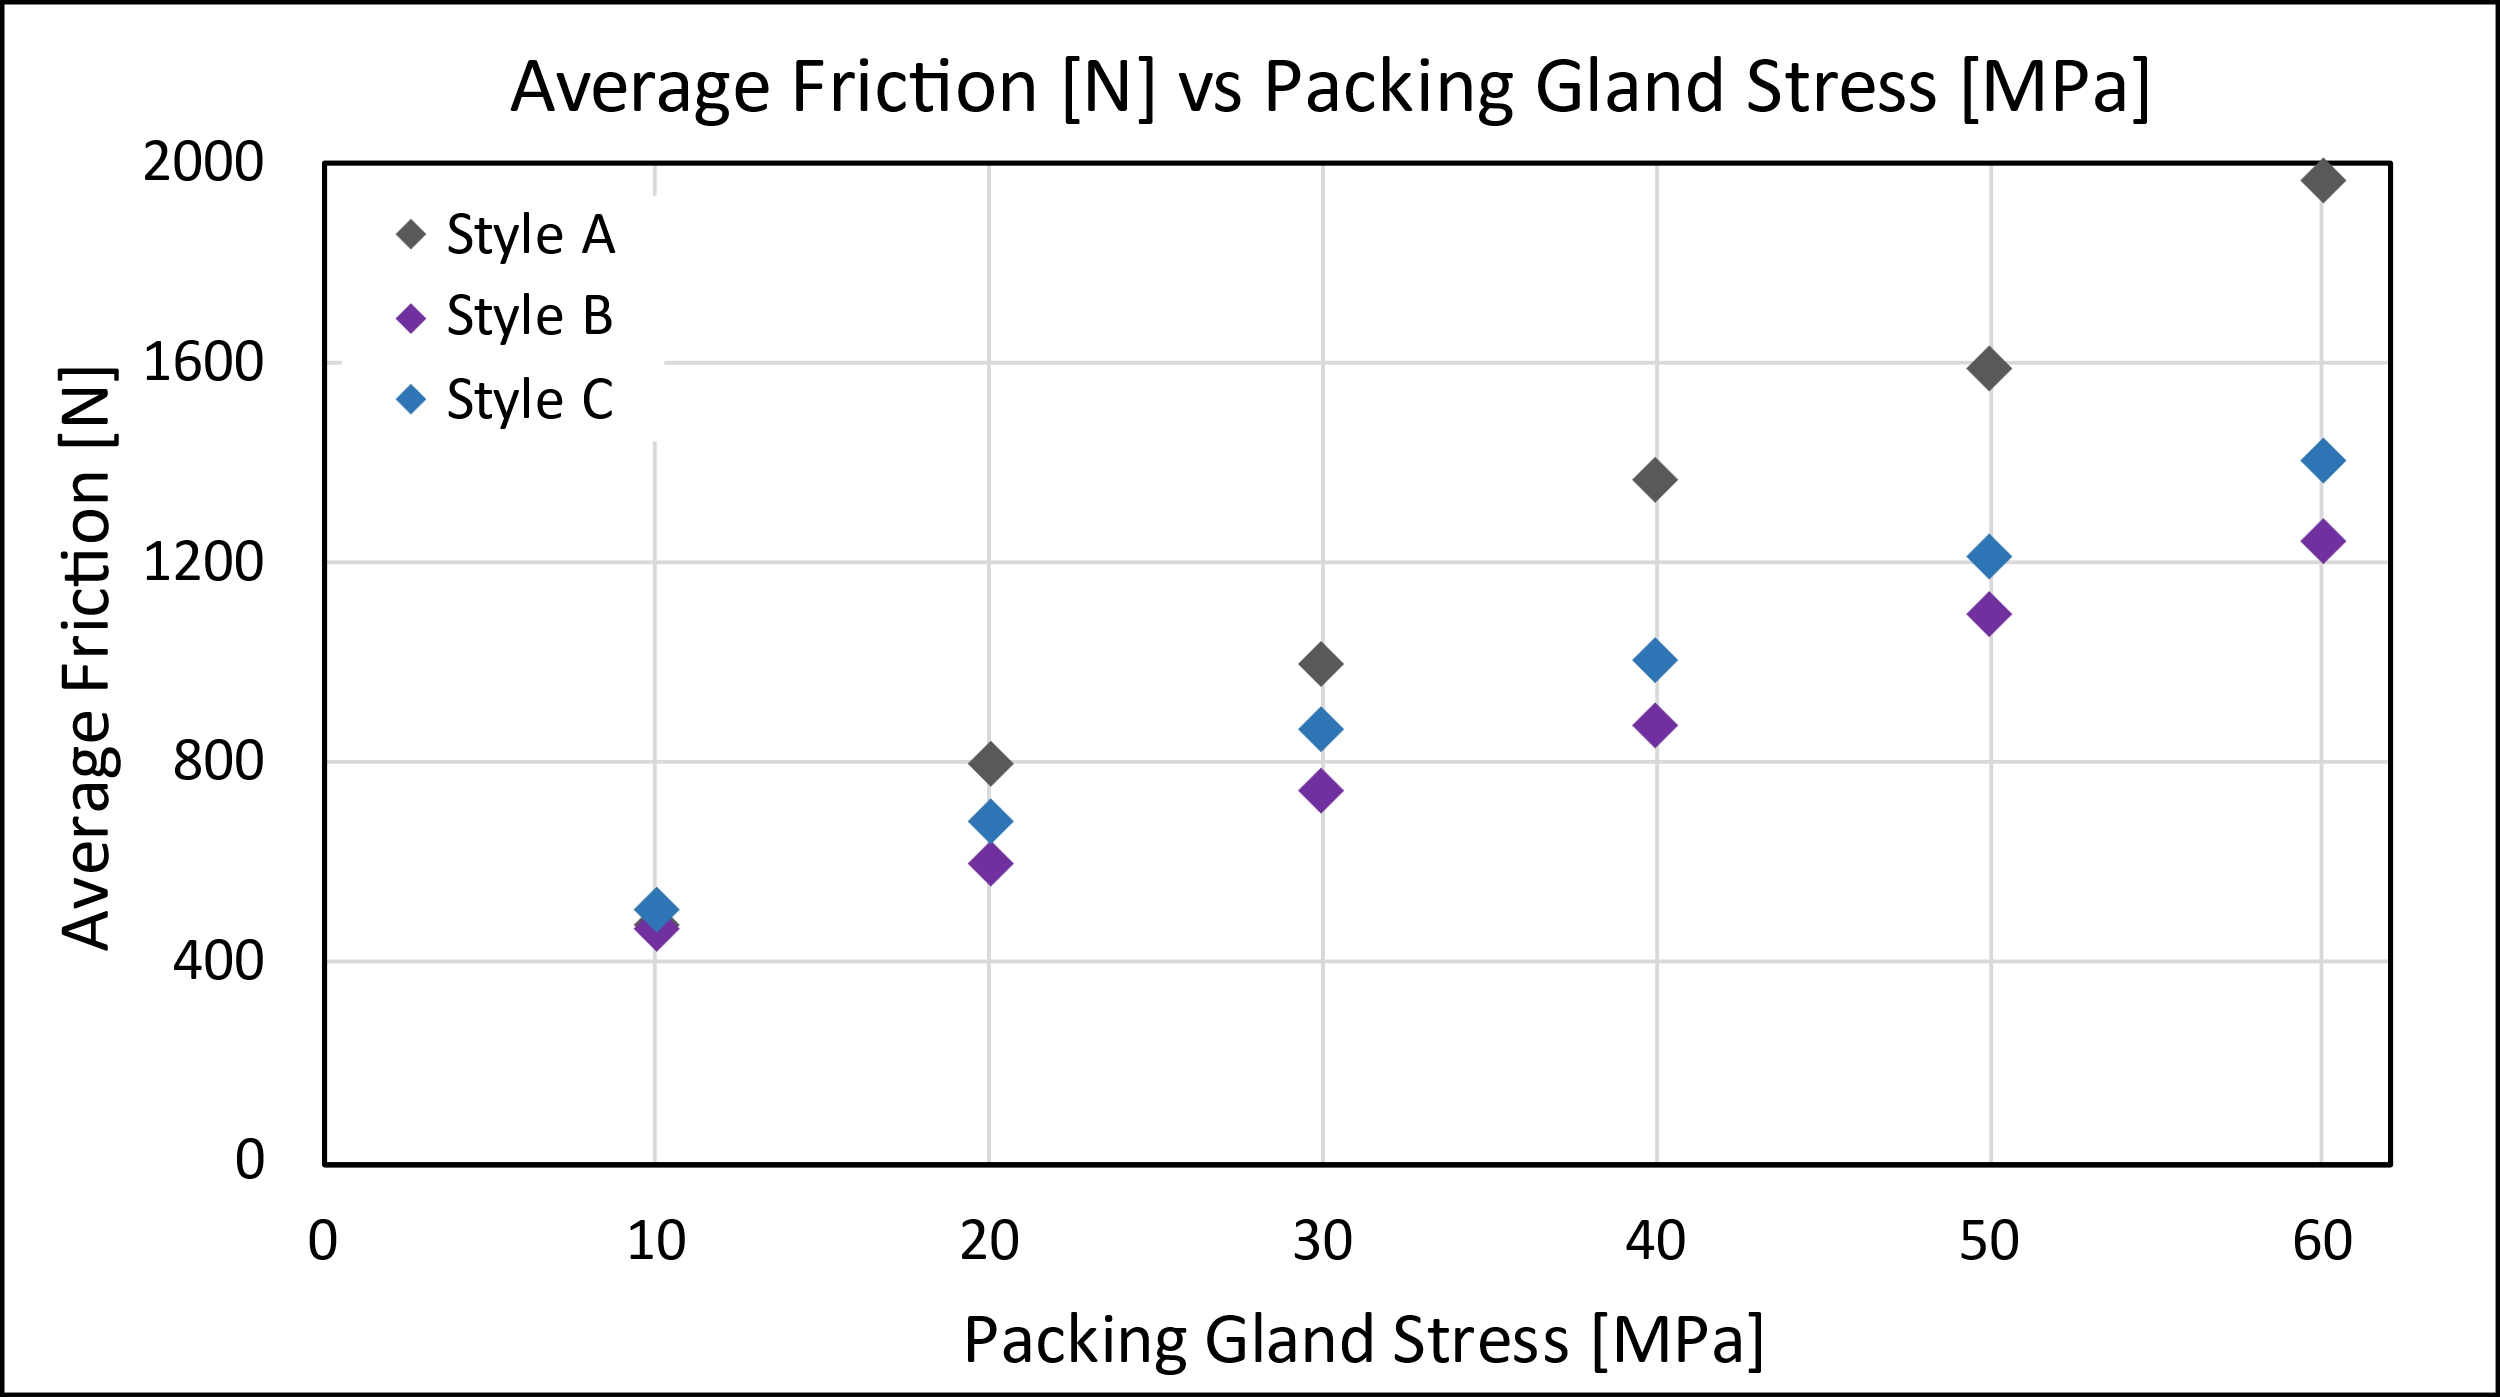 Average Friction [N] vs Packing Gland Stress [MPa]
2000
1600
1200
800
400
0
Average Friction [N]
Style A
Style B
Style C
0 10 20 30 40 50 60
Packing Gland Stress [MPa]